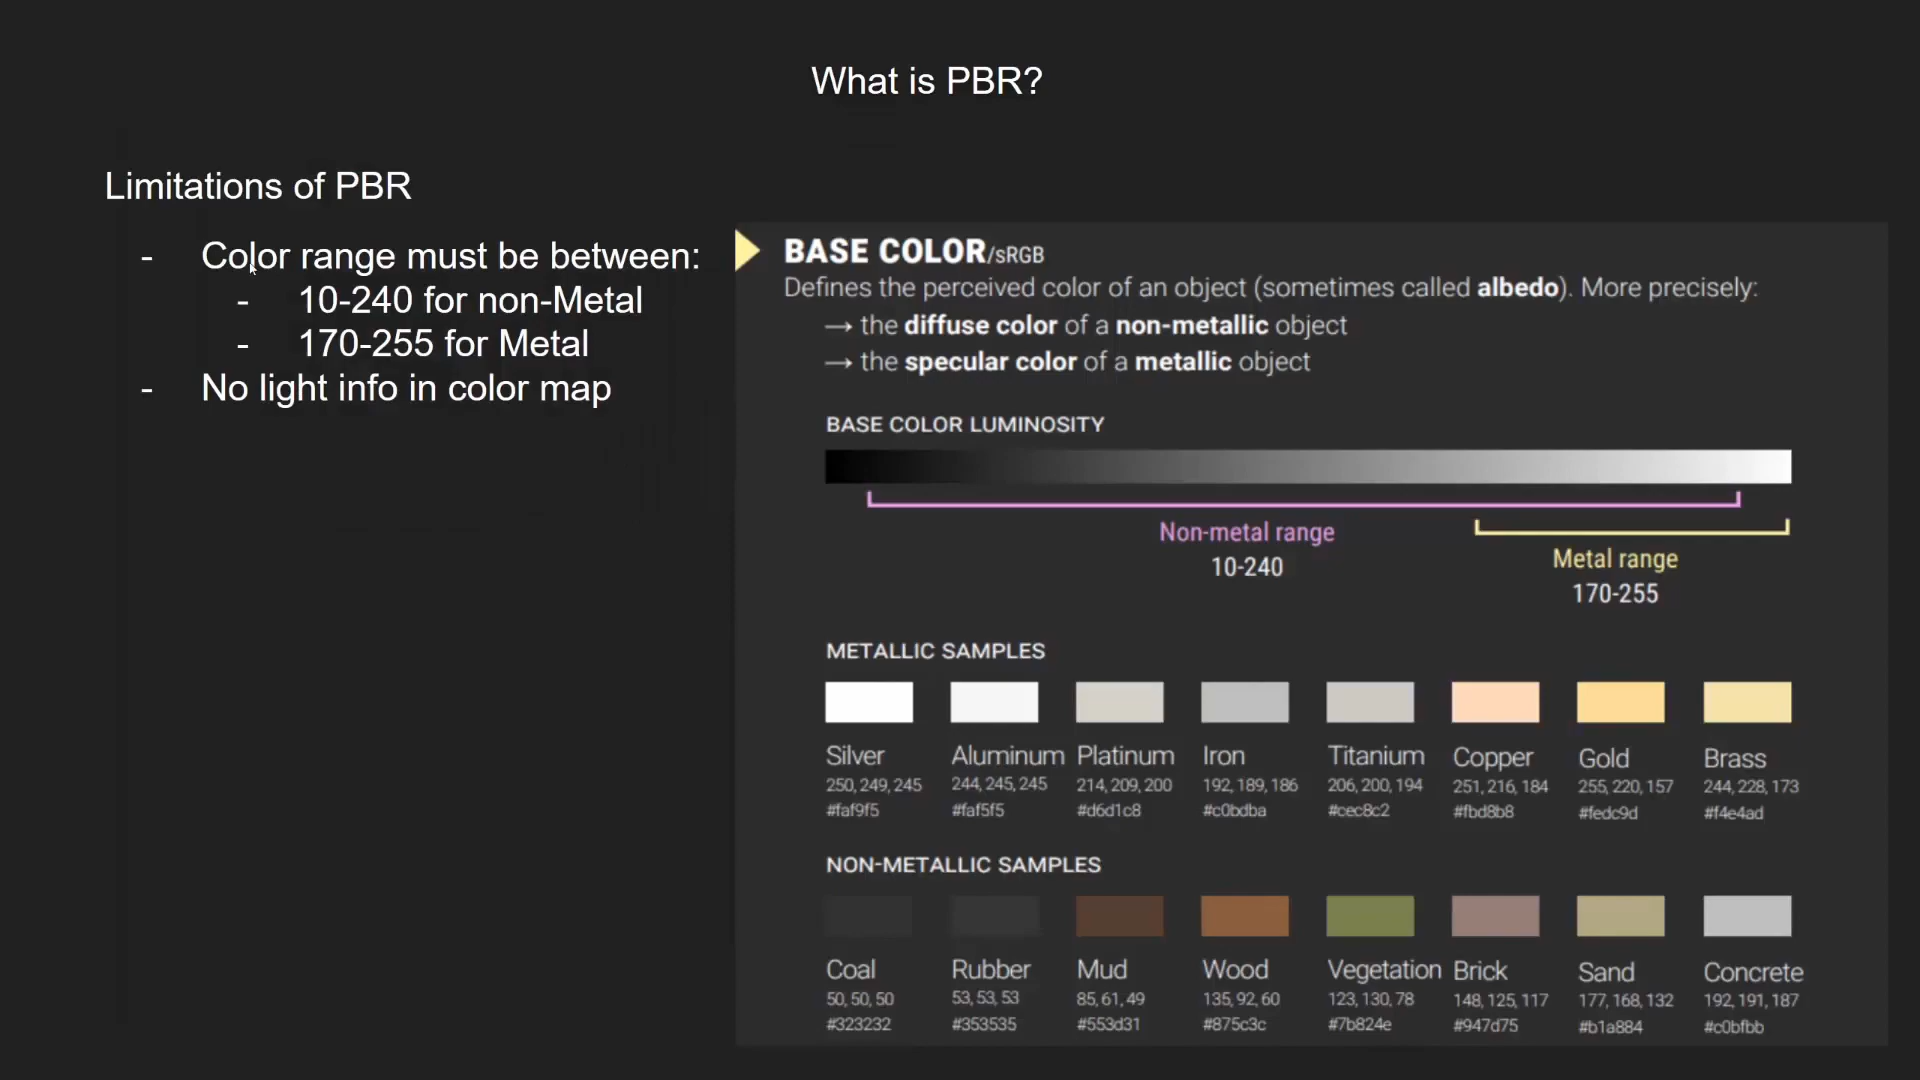 What is PBR?
Limitations of PBR
- Color range must be between:
- 10-240 for non-Metal
- 170-255 for Metal
- No light info in color map
BASE COLOR/sRGB
Defines the perceived color of an object (sometimes called albedo). More precisely:
→ the diffuse color of a non-metallic object
→ the specular color of a metallic object
BASE COLOR LUMINOSITY
Non-metal range
10-240
Metal range
170-255
METALLIC SAMPLES
Silver Aluminum Platinum Iron Titanium Copper Gold Brass
250, 249, 245 244, 245, 245 214, 209, 200 192, 189, 186 206, 200, 194 251, 216, 184 255, 220, 157 244, 228, 173
#faf9f5 #faf5f5 #d6d1c8 #c0bdba #cec8c2 #fbd8b8 #fedc9d #f4e4ad
NON-METALLIC SAMPLES
Coal Rubber Mud Wood Vegetation Brick Sand Concrete
50, 50, 50 53, 53, 53 85, 61, 49 135, 92, 60 123, 130, 78 148, 125, 117 177, 168, 132 192, 191, 187
#323232 #353535 #553d31 #875c3c #7b824e #947d75 #b1a884 #c0bfbb